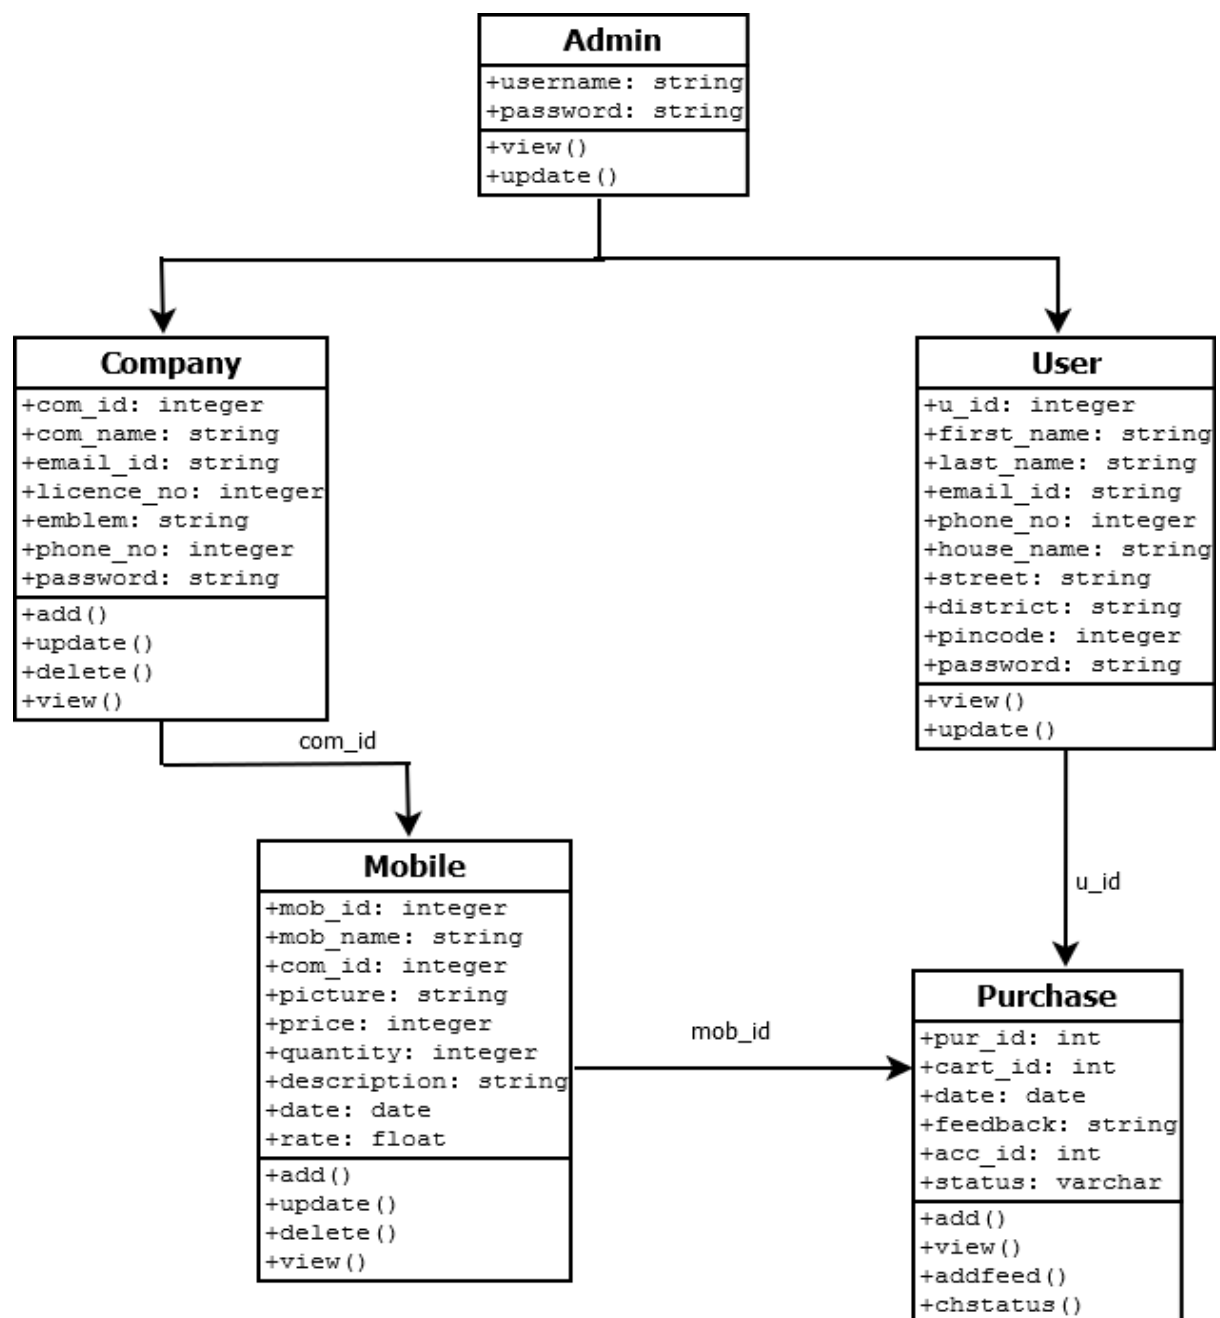 Admin
+username: string
+password: string
+view()
+update()
Company
+com_id: integer
+com_name: string
+email_id: string
+licence_no: integer
+emblem: string
+phone_no: integer
+password: string
+add()
+update()
+delete()
+view()
User
+u_id: integer
+first_name: string
+last_name: string
+email_id: string
+phone_no: integer
+house_name: string
+street: string
+district: string
+pincode: integer
+password: string
+view()
+update()
com_id
u_id
Mobile
+mob_id: integer
+mob_name: string
+com_id: integer
+picture: string
+price: integer
+quantity: integer
+description: string
+date: date
+rate: float
+add()
+update()
+delete()
+view()
mob_id
Purchase
+pur_id: int
+cart_id: int
+date: date
+feedback: string
+acc_id: int
+status: varchar
+add()
+view()
+addfeed()
+chstatus()